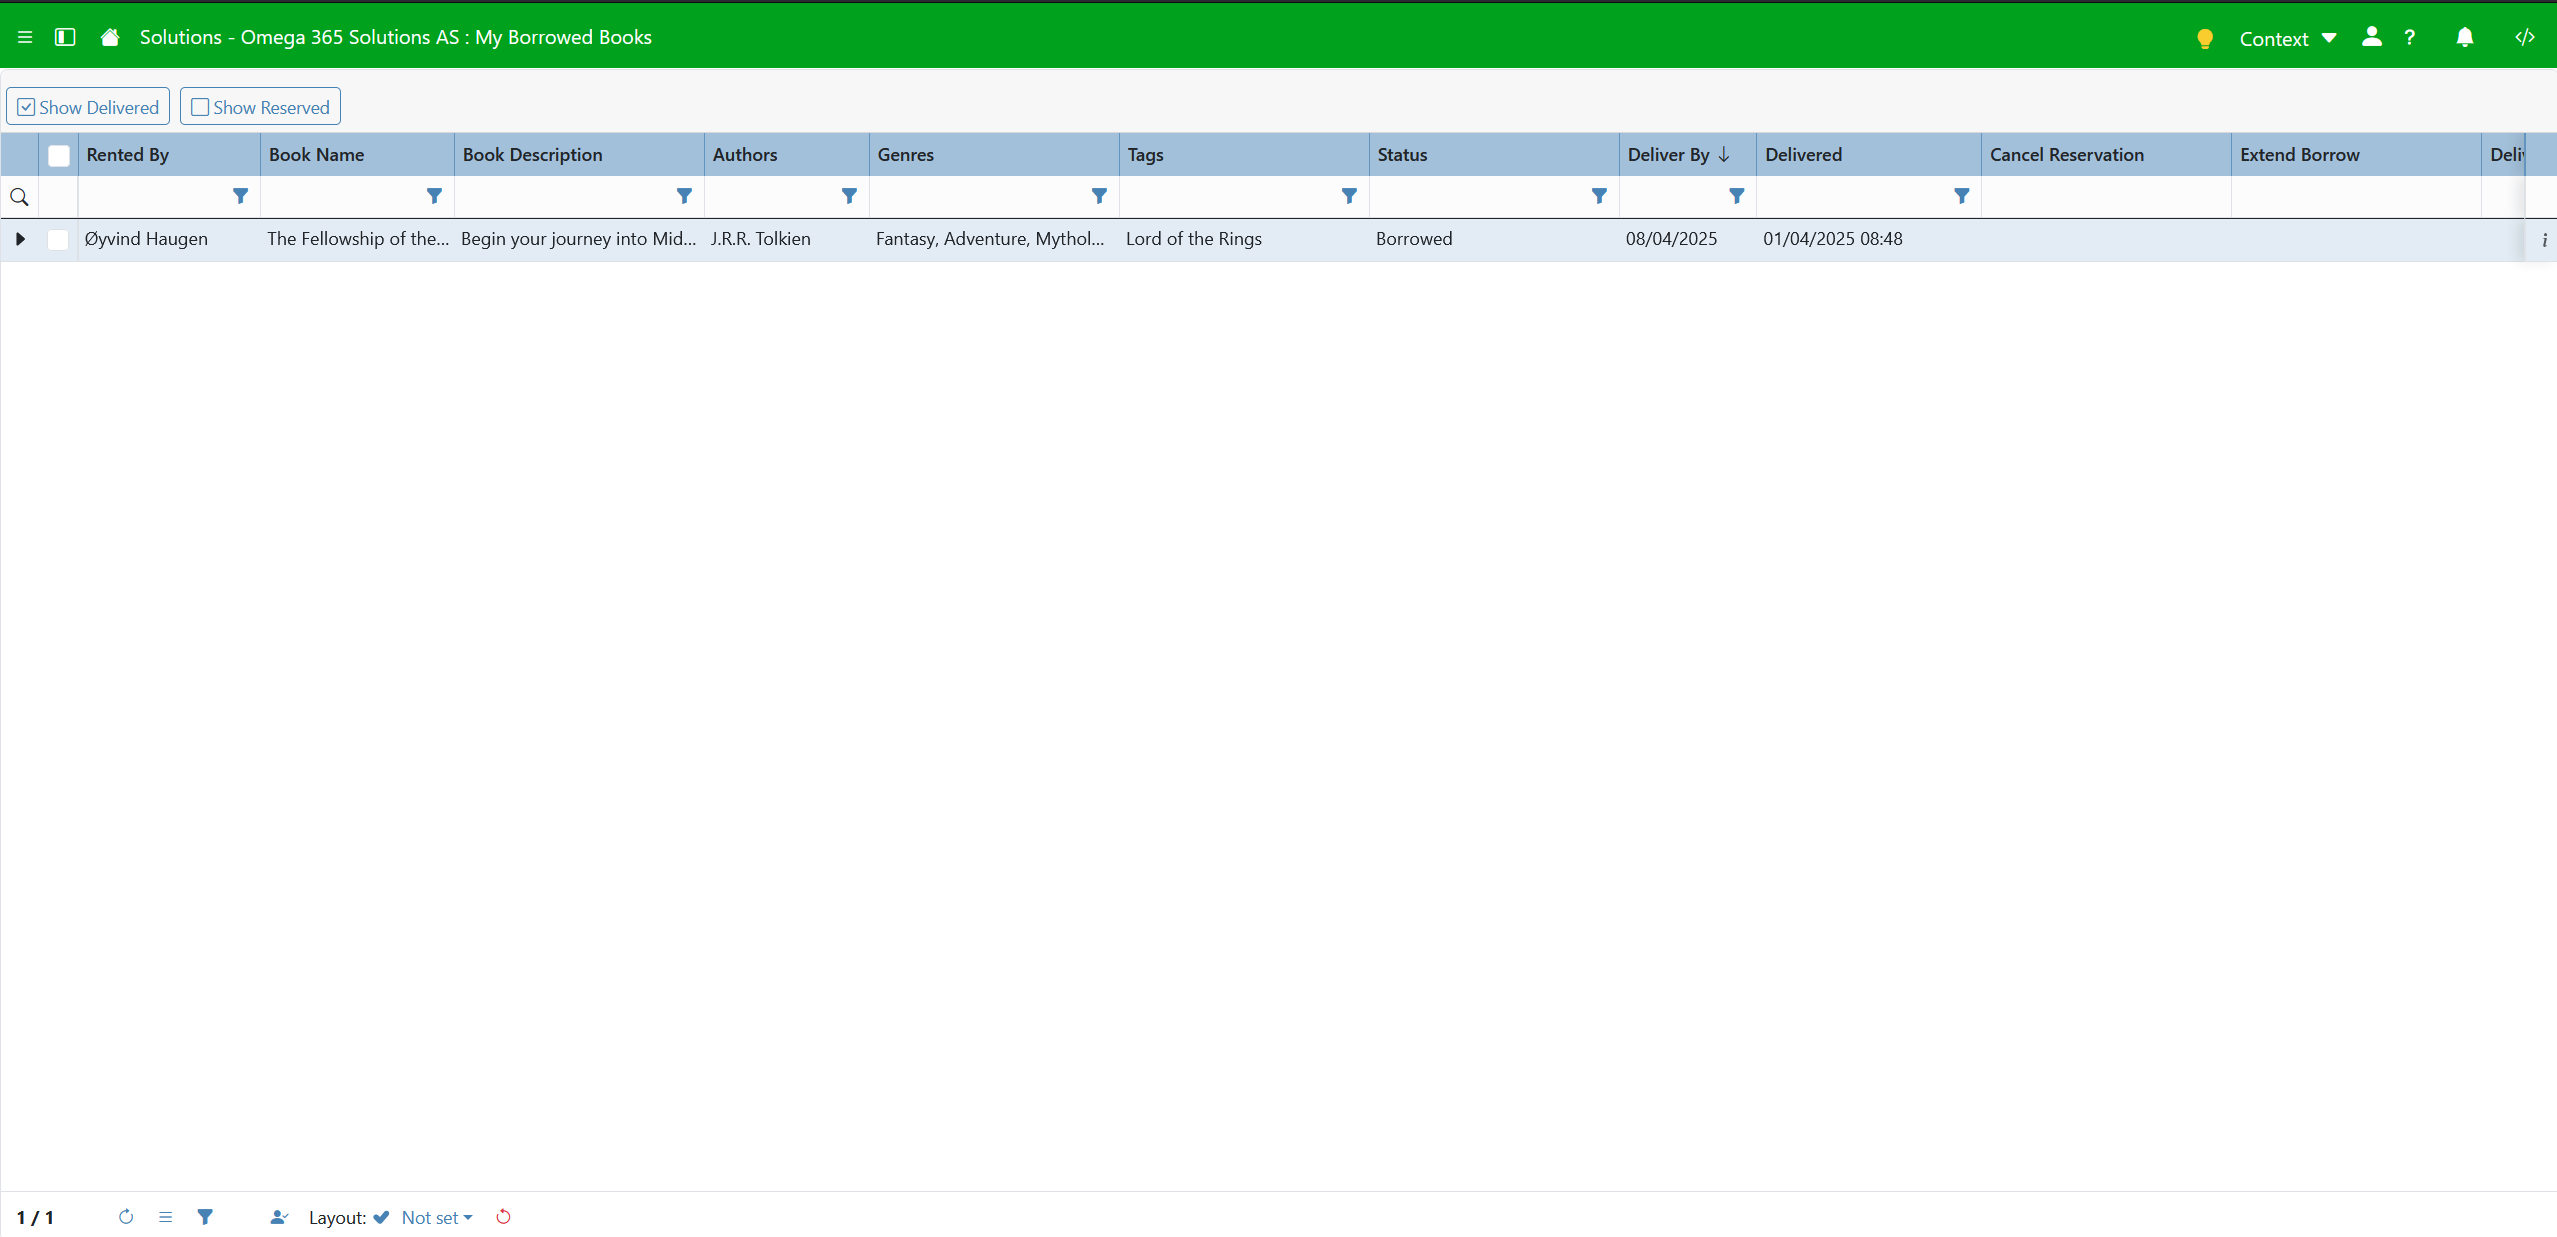 Solutions - Omega 365 Solutions AS : My Borrowed Books
Context ?
Show Delivered Show Reserved
Rented By Book Name Book Description Authors Genres Tags Status Deliver By Delivered Cancel Reservation Extend Borrow Deli
Øyvind Haugen The Fellowship of the... Begin your journey into Mid... J.R.R. Tolkien Fantasy, Adventure, Mythol... Lord of the Rings Borrowed 08/04/2025 01/04/2025 08:48
1 / 1 Layout: Not set